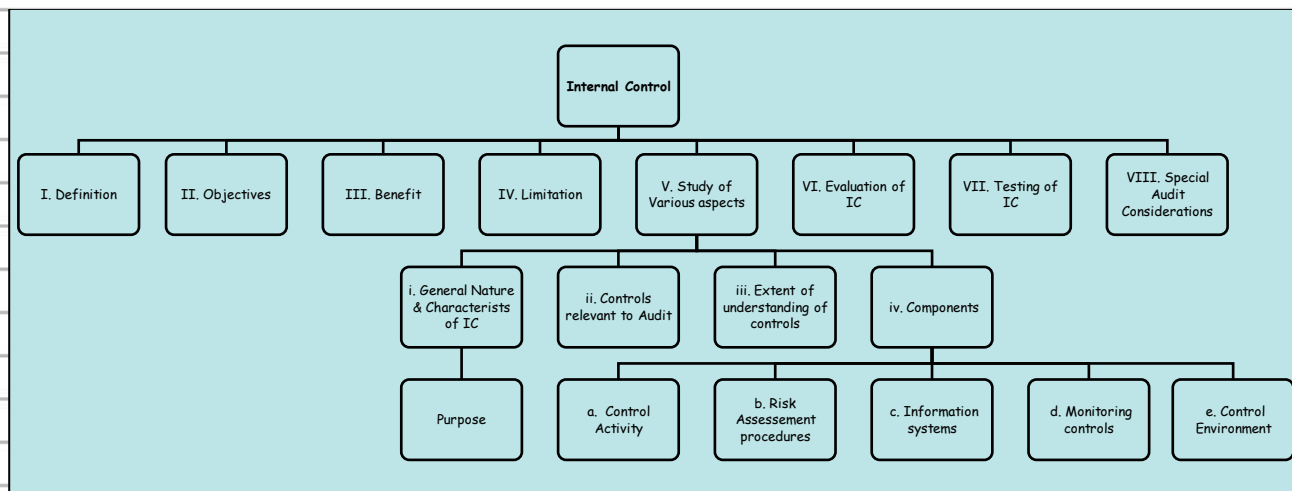 Internal Control
I. Definition
II. Objectives
III. Benefit
IV. Limitation
V. Study of
Various aspects
VI. Evaluation of
IC
VII. Testing of
IC
VIII. Special
Audit
Considerations
i. General Nature
& Characterists
of IC
ii. Controls
relevant to Audit
iii. Extent of
understanding of
controls
iv. Components
Purpose
a. Control
Activity
b. Risk
Assessement
procedures
c. Information
systems
d. Monitoring
controls
e. Control
Environment